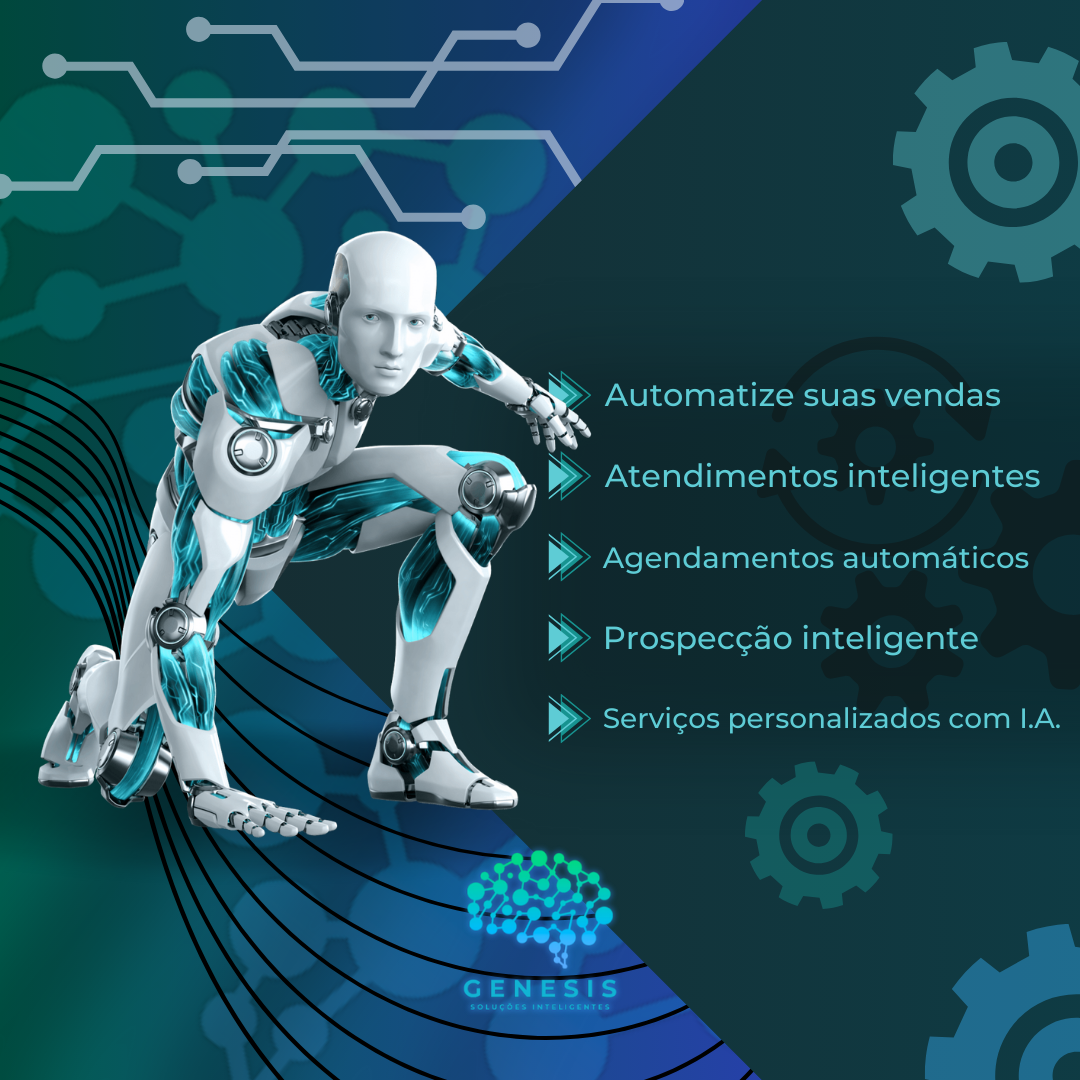 Automatize suas vendas
Atendimentos inteligentes
Agendamentos automáticos
Prospecção inteligente
Serviços personalizados com I.A.
GENESIS
SOLUÇÕES INTELIGENTES